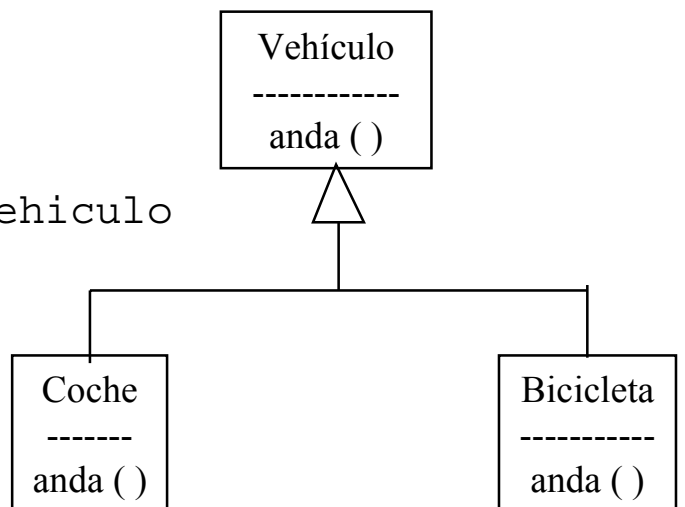 Vehículo
------------
anda ( )
ehiculo
Coche
-------
anda ( )
Bicicleta
-----------
anda ( )